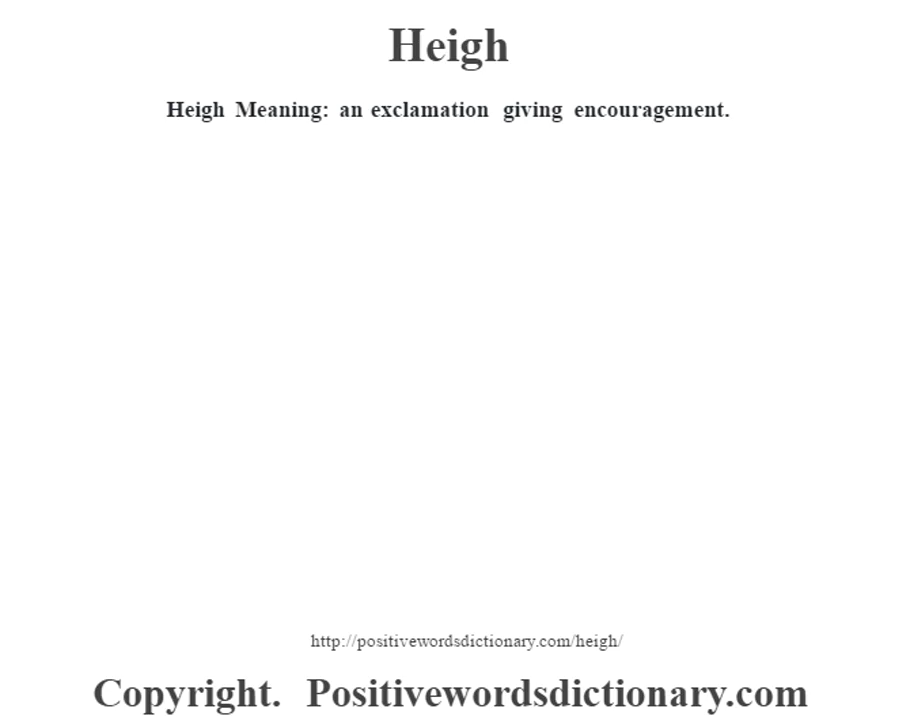 Heigh
Heigh Meaning: an exclamation giving encouragement.
http://positivewordsdictionary.com/heigh/
Copyright. Positivewordsdictionary.com